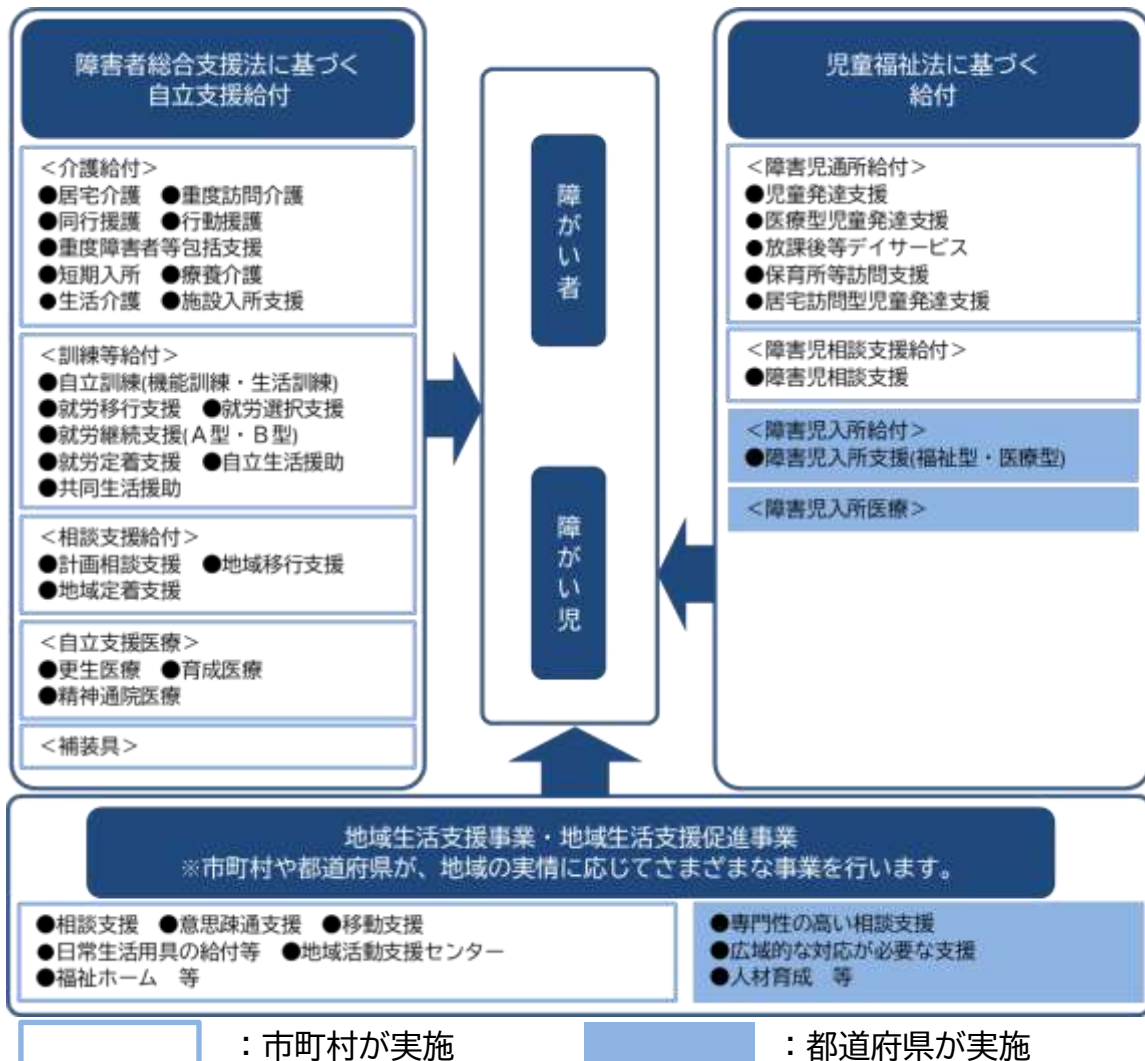 障害者総合支援法に基づく
自立支援給付
＜介護給付＞
●居宅介護　●重度訪問介護
●同行援護　●行動援護
●重度障害者等包括支援
●短期入所　●療養介護
●生活介護　●施設入所支援
＜訓練等給付＞
●自立訓練(機能訓練・生活訓練)
●就労移行支援　●就労選択支援
●就労継続支援(Ａ型・Ｂ型)
●就労定着支援　●自立生活援助
●共同生活援助
＜相談支援給付＞
●計画相談支援　●地域移行支援
●地域定着支援
＜自立支援医療＞
●更生医療　●育成医療
●精神通院医療
＜補装具＞
障がい者
障がい児
児童福祉法に基づく
給付
＜障害児通所給付＞
●児童発達支援
●医療型児童発達支援
●放課後等デイサービス
●保育所等訪問支援
●居宅訪問型児童発達支援
＜障害児相談支援給付＞
●障害児相談支援
＜障害児入所給付＞
●障害児入所支援(福祉型・医療型)
＜障害児入所医療＞
地域生活支援事業・地域生活支援促進事業
※市町村や都道府県が、地域の実情に応じてさまざまな事業を行います。
●相談支援　●意思疎通支援　●移動支援
●日常生活用具の給付等　●地域活動支援センター
●福祉ホーム　等
●専門性の高い相談支援
●広域的な対応が必要な支援
●人材育成　等
：市町村が実施
：都道府県が実施